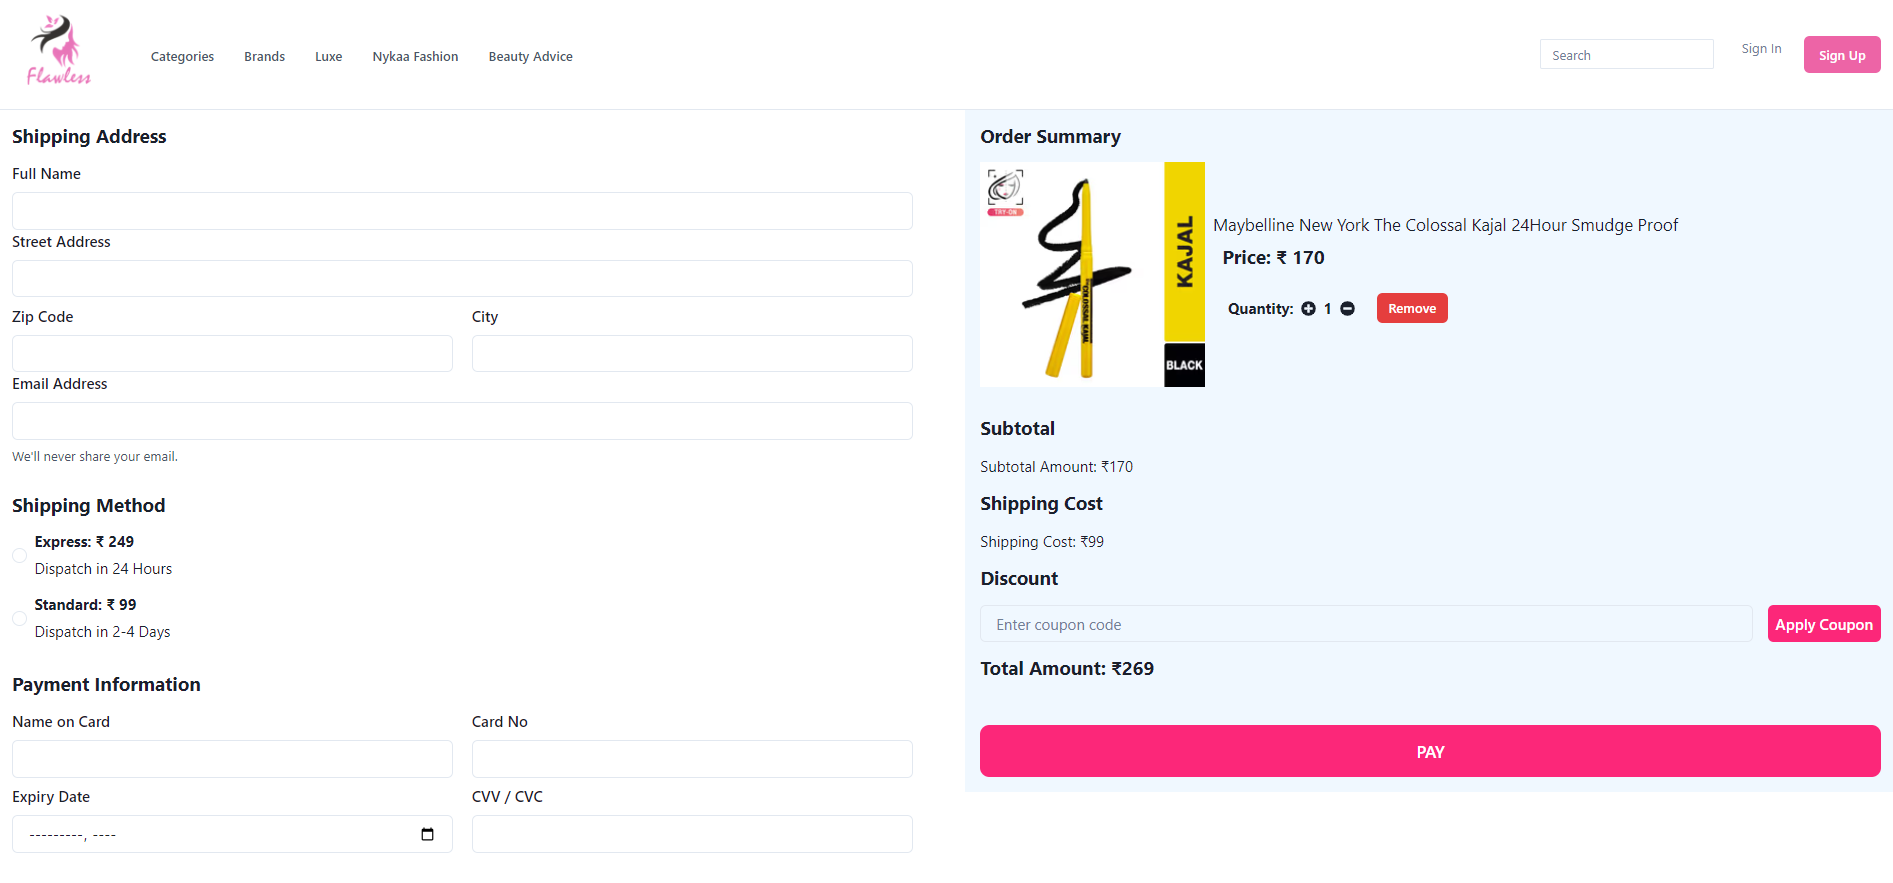 Flawless
Categories Brands Luxe Nykaa Fashion Beauty Advice
Search
Sign In
Sign Up
Shipping Address
Full Name
Street Address
Zip Code City
Email Address
We'll never share your email.
Shipping Method
Express: ₹ 249
Dispatch in 24 Hours
Standard: ₹ 99
Dispatch in 2-4 Days
Payment Information
Name on Card Card No
Expiry Date CVV / CVC
---------, ----
Order Summary
TRY-ON
KAJAL
COLOSSAL KAJAL
BLACK
Maybelline New York The Colossal Kajal 24Hour Smudge Proof
Price: ₹ 170
Quantity: 1 Remove
Subtotal
Subtotal Amount: ₹170
Shipping Cost
Shipping Cost: ₹99
Discount
Enter coupon code Apply Coupon
Total Amount: ₹269
PAY